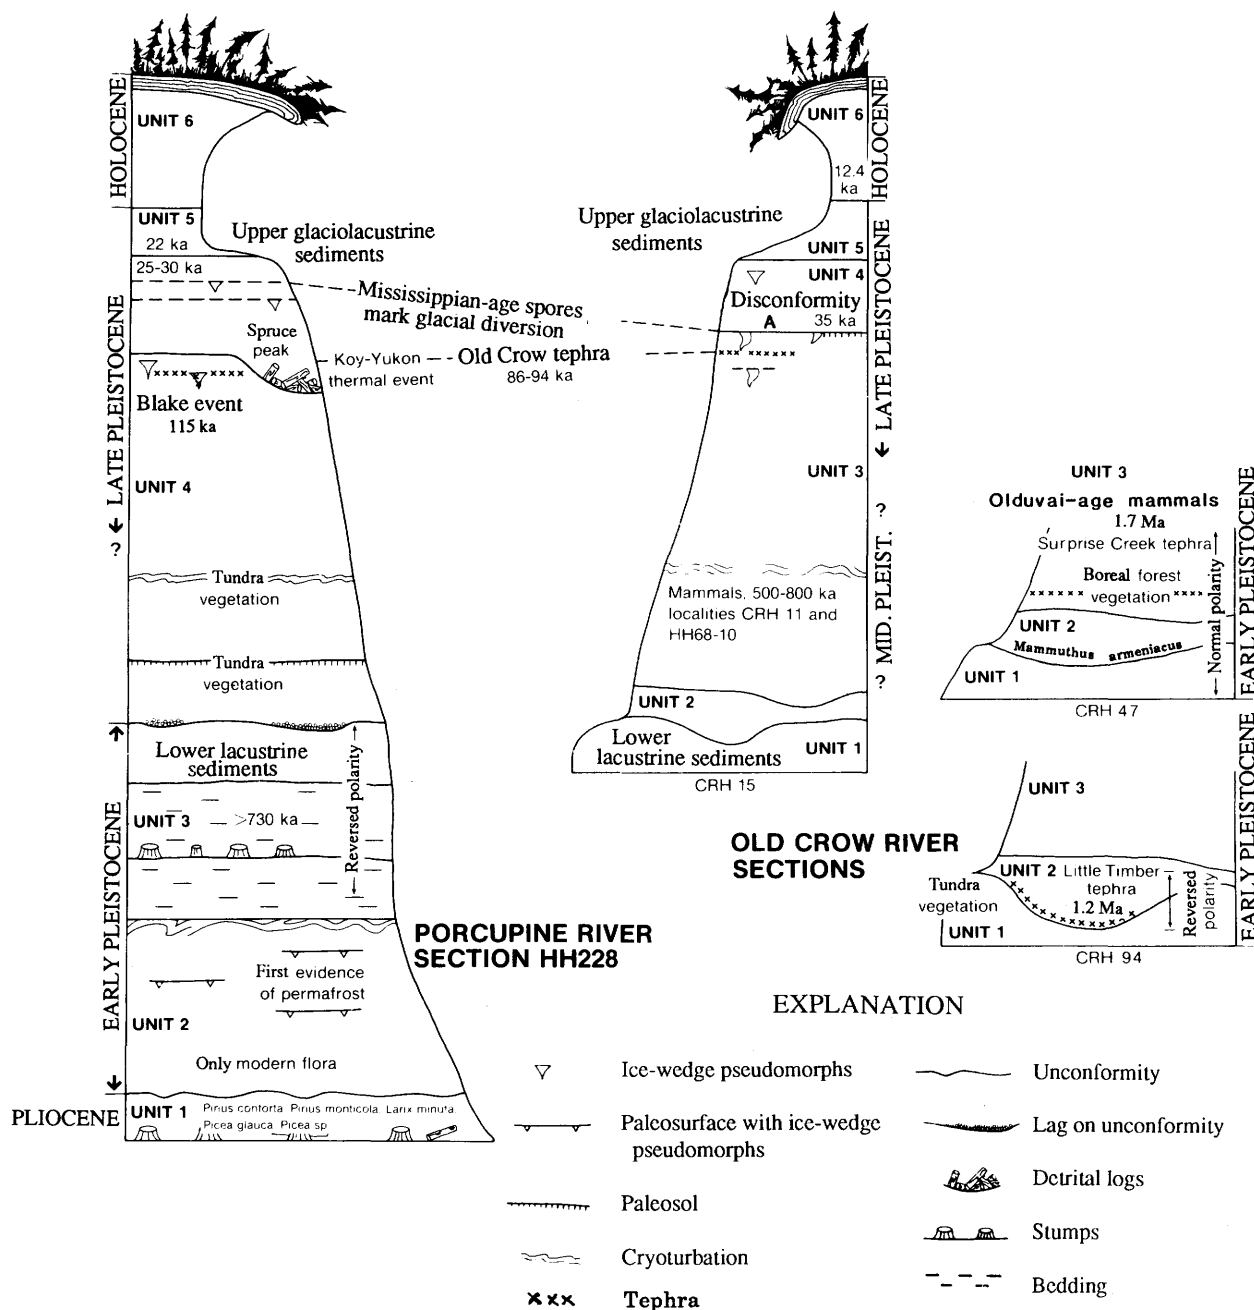 HOLOCENE
UNIT 6
UNIT 5
22 ka
25-30 ka
Upper glaciolacustrine
sediments
Mississippian-age spores
mark glacial diversion
Spruce
peak
Koy-Yukon
thermal event
Old Crow tephra
86-94 ka
Blake event
115 ka
LATE PLEISTOCENE
?
UNIT 4
Tundra
vegetation
Tundra
vegetation
Lower lacustrine
sediments
Reversed polarity
UNIT 3
>730 ka
EARLY PLEISTOCENE
First evidence
of permafrost
UNIT 2
Only modern flora
PLIOCENE
UNIT 1
Pinus contorta Pinus monticola Larix minuta
Picea glauca Picea sp
PORCUPINE RIVER
SECTION HH228
UNIT 6
HOLOCENE
12.4
ka
Upper glaciolacustrine
sediments
UNIT 5
UNIT 4
Disconformity
A
35 ka
LATE PLEISTOCENE
UNIT 3
?
MID. PLEIST.
?
Mammals, 500-800 ka
localities CRH 11 and
HH68-10
UNIT 2
Lower
lacustrine sediments
UNIT 1
CRH 15
OLD CROW RIVER
SECTIONS
UNIT 3
Olduvai-age mammals
1.7 Ma
Surprise Creek tephra
Boreal forest
vegetation
UNIT 2
Mammuthus armeniacus
UNIT 1
Normal polarity
EARLY PLEISTOCENE
CRH 47
UNIT 3
UNIT 2
Little Timber
tephra
1.2 Ma
Tundra
vegetation
UNIT 1
Reversed
polarity
EARLY PLEISTOCENE
CRH 94
EXPLANATION
Ice-wedge pseudomorphs
Paleosurface with ice-wedge
pseudomorphs
Paleosol
Cryoturbation
Tephra
Unconformity
Lag on unconformity
Detrital logs
Stumps
Bedding